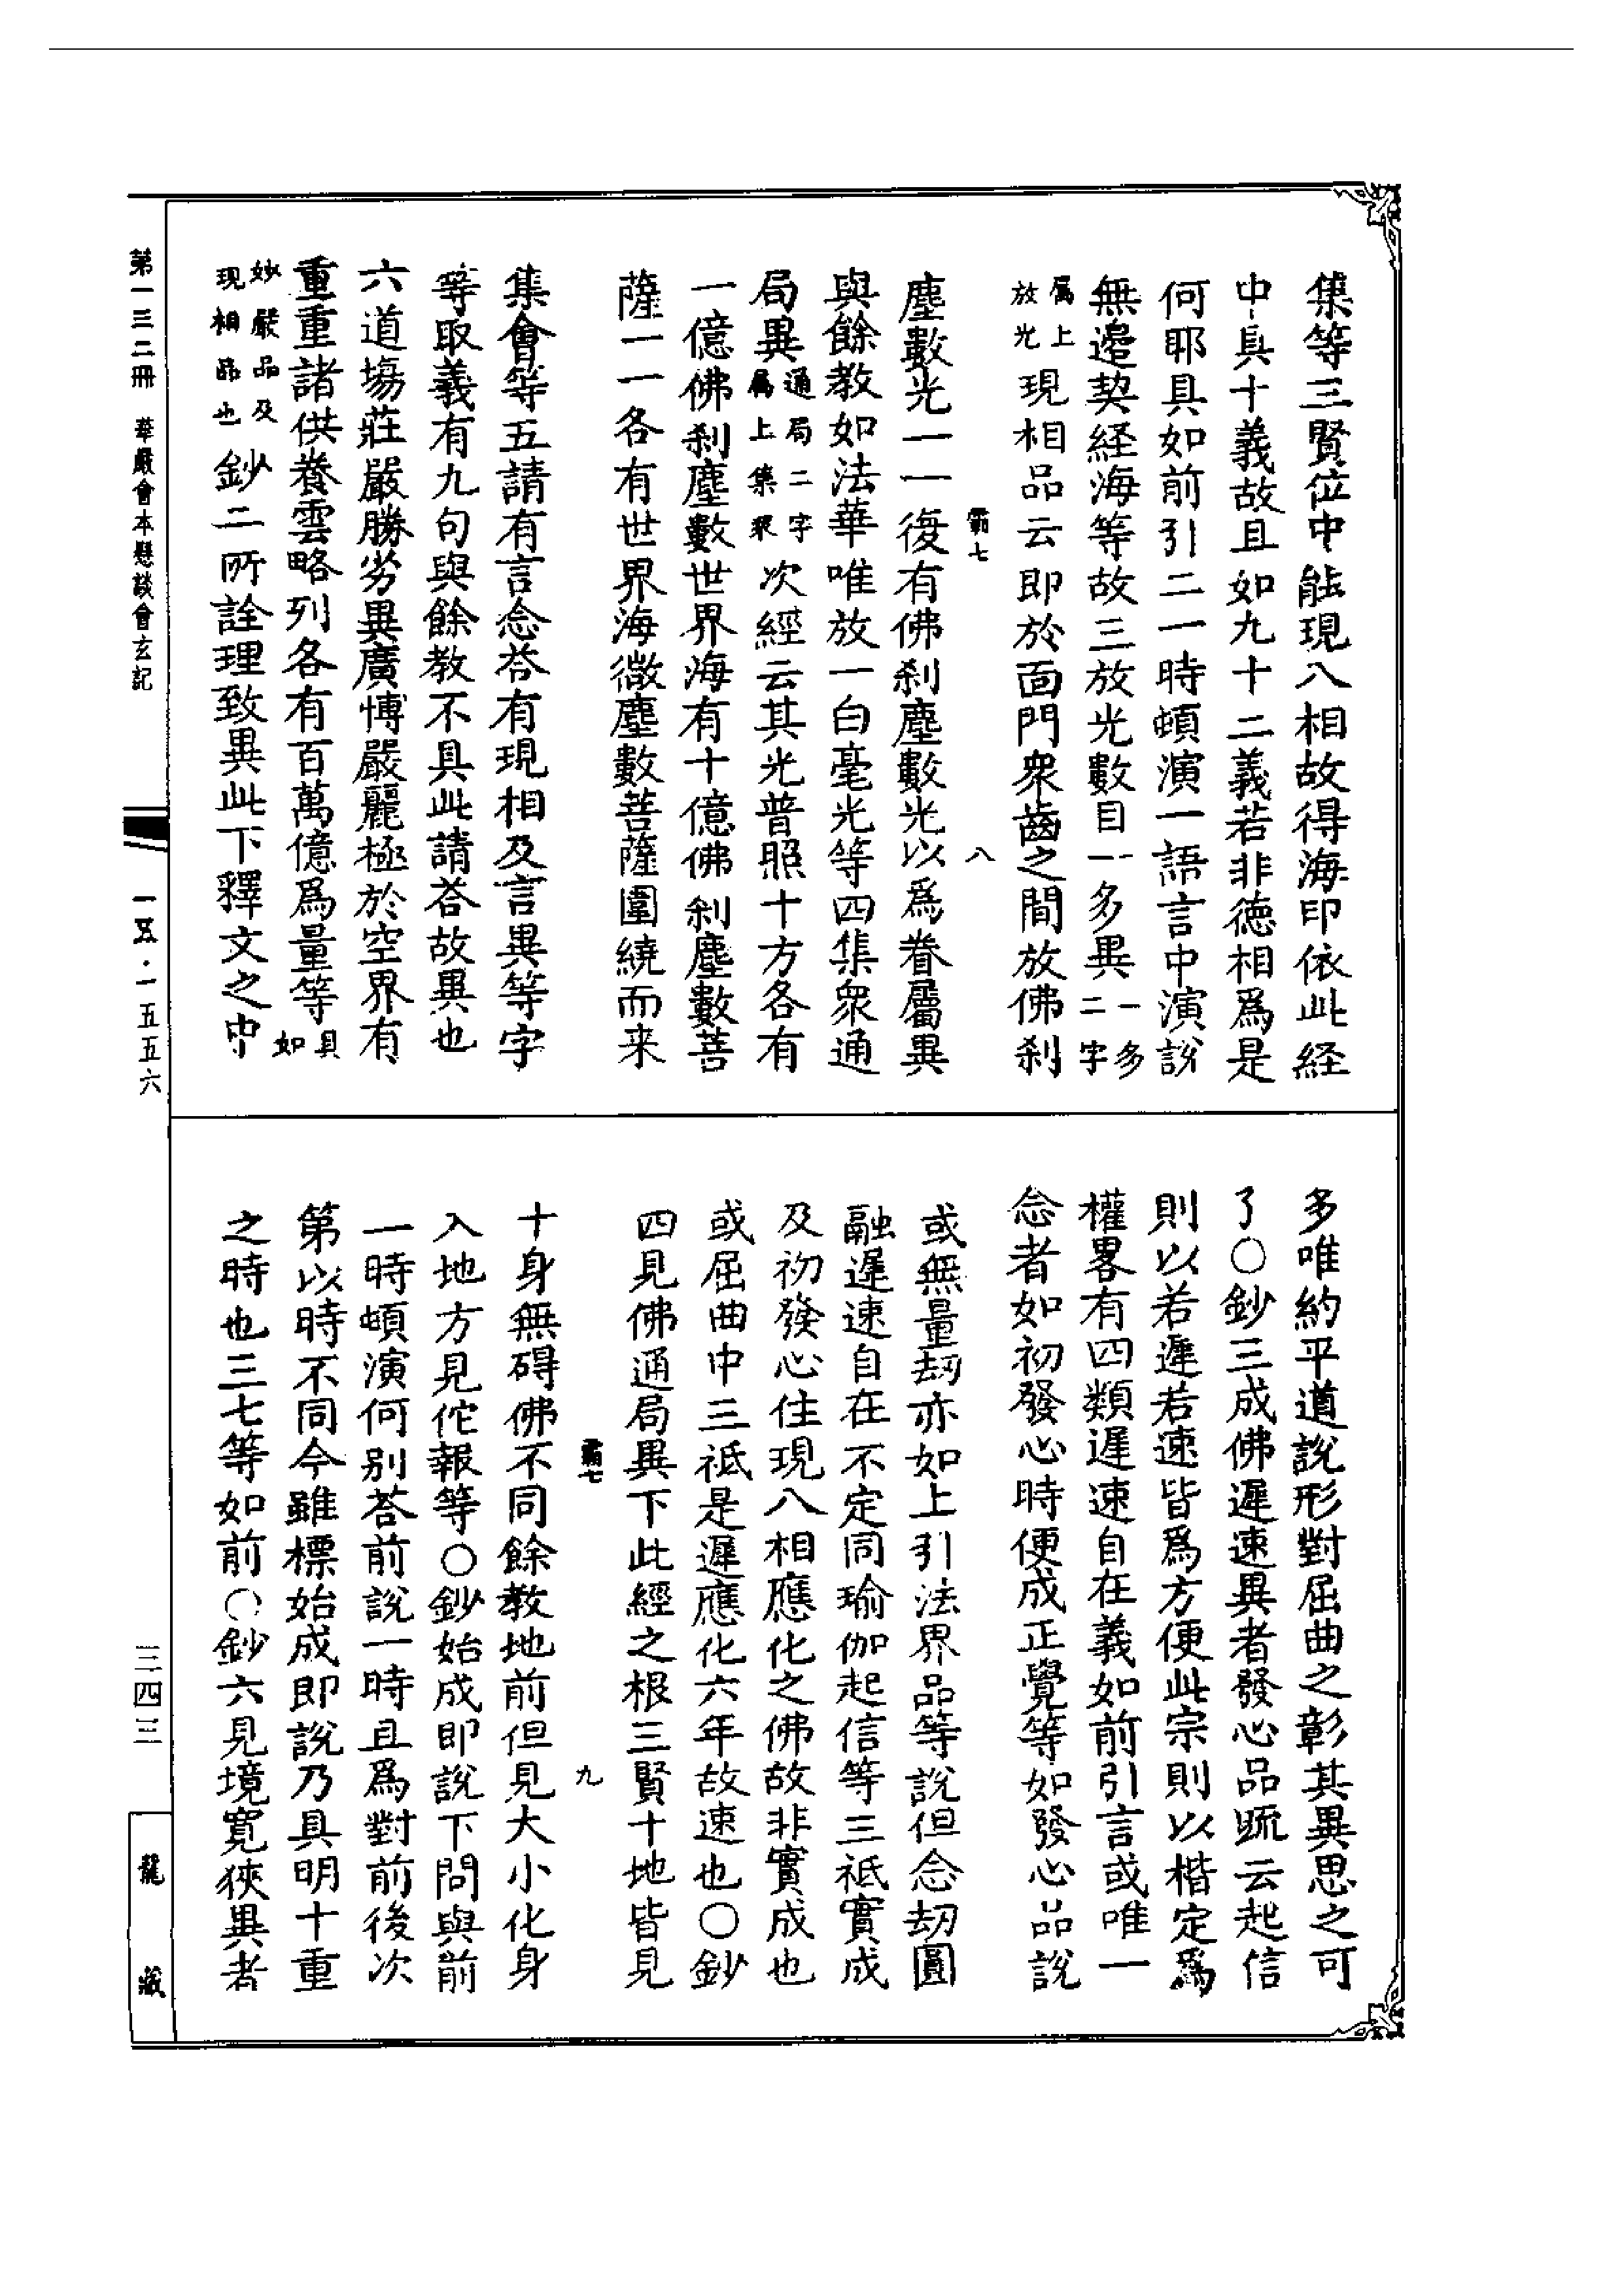 集等三賢位中能現八相故得海印依此経
中具十義故且如九十二義若非德相爲是
何耶具如前引二一時頓演一語言中演說
無邉契経海等故三放光數目一多異一多二字
属上放光現相品云即於面門衆齒之間放佛刹
霸七 八
塵數光一一復有佛刹塵數光以爲眷屬異
與餘教如法華唯放一白毫光等四集衆通
局異通局二字属上集衆次經云其光普照十方各有
一億佛刹塵數世界海有十億佛刹塵數菩
薩一一各有世界海微塵數菩薩圍繞而来
集會等五請有言念荅有現相及言異等字
等取義有九句與餘教不具此請荅故異也
六道塲莊嚴勝劣異廣博嚴麗極於空界有
重重諸供養雲略列各有百萬億爲量等具如
妙嚴品及現相品也鈔二所詮理致異此下釋文之中
多唯約平道說形對屈曲之彰其異思之可
了○鈔三成佛遲速異者發心品䟽云起信
則以若遲若速皆爲方便此宗則以楷定爲
權畧有四類遲速自在義如前引言或唯一
念者如初發心時便成正覺等如發心品說
或無量刼亦如上引法界品等說但念刼圓
融遲速自在不定同瑜伽起信等三祇實成
及初發心住現八相應化之佛故非實成也
或屈曲中三祇是遲應化六年故速也○鈔
四見佛通局異下此經之根三賢十地皆見
霸七 九
十身無碍佛不同餘教地前但見大小化身
入地方見佗報等○鈔始成即說下問與前
一時頓演何别荅前說一時且爲對前後次
第以時不同今雖標始成即說乃具明十重
之時也三七等如前○鈔六見境寬狹異者
第一三二冊 華嚴會本懸談會玄記
一五五·一五五六
三四三
龍藏